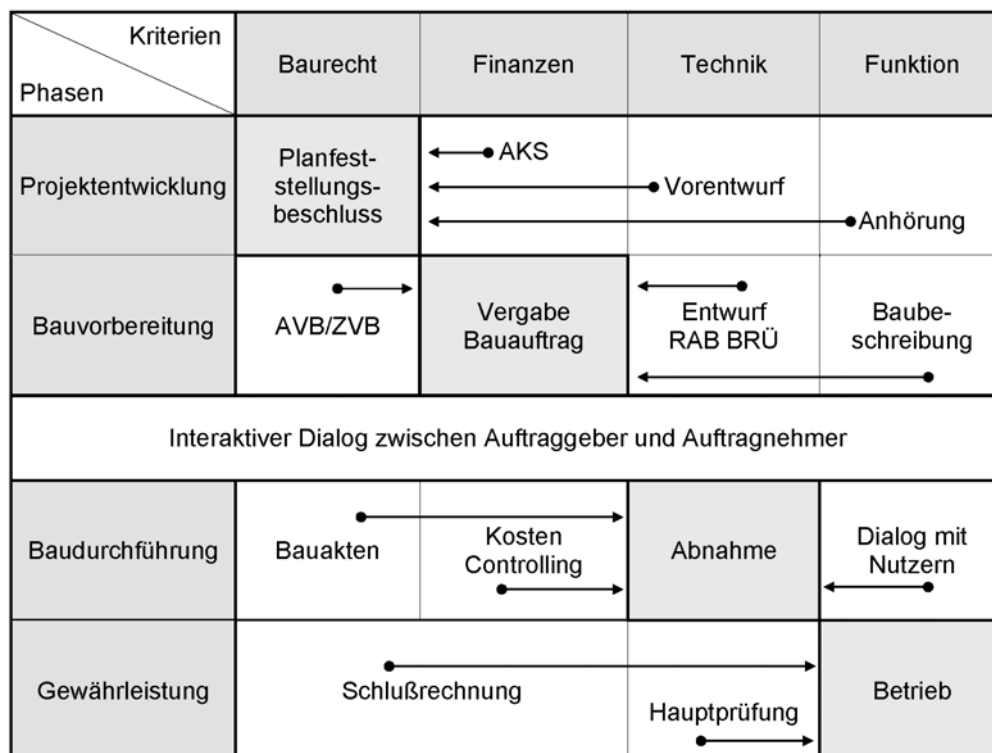 Kriterien
Phasen
Baurecht
Finanzen
Technik
Funktion
Projektentwicklung
Planfest-
stellungs-
beschluss
AKS
Vorentwurf
Anhörung
Bauvorbereitung
AVB/ZVB
Vergabe
Bauauftrag
Entwurf
RAB BRÜ
Baube-
schreibung
Interaktiver Dialog zwischen Auftraggeber und Auftragnehmer
Baudurchführung
Bauakten
Kosten
Controlling
Abnahme
Dialog mit
Nutzern
Gewährleistung
Schlußrechnung
Hauptprüfung
Betrieb